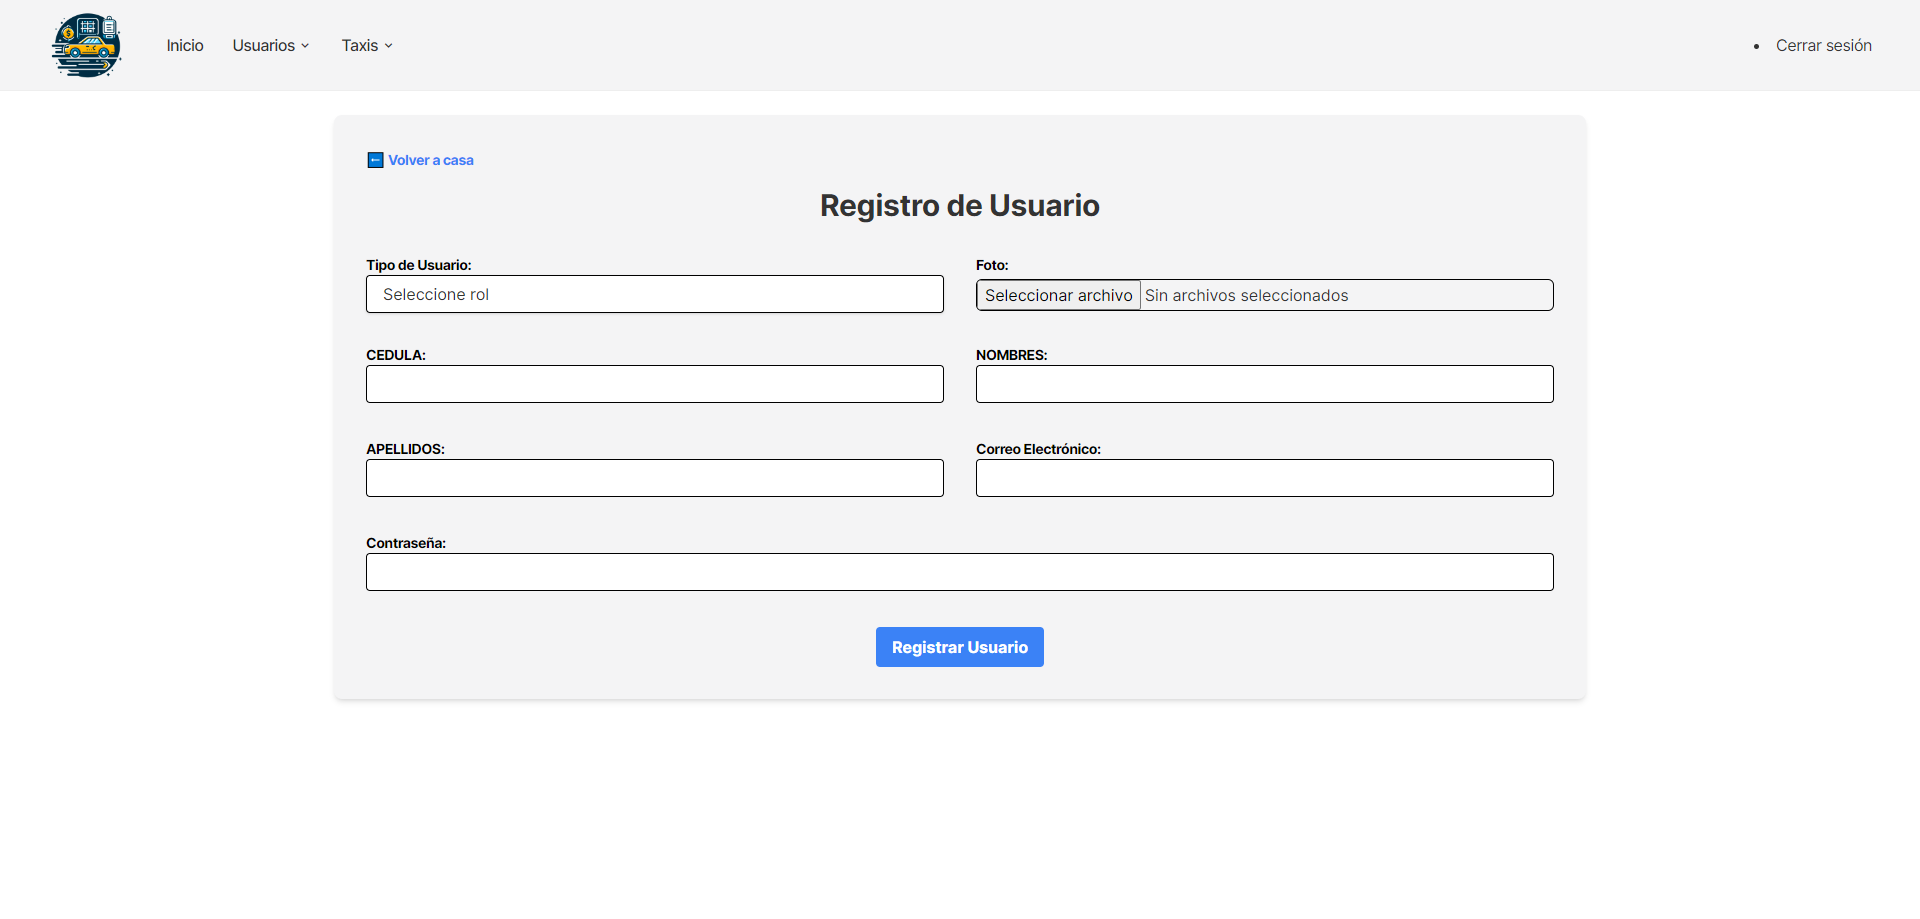 Inicio
Usuarios
Taxis
Cerrar sesión
Volver a casa
Registro de Usuario
Tipo de Usuario:
Foto:
Seleccione rol
Seleccionar archivo Sin archivos seleccionados
CEDULA:
NOMBRES:
APELLIDOS:
Correo Electrónico:
Contraseña:
Registrar Usuario